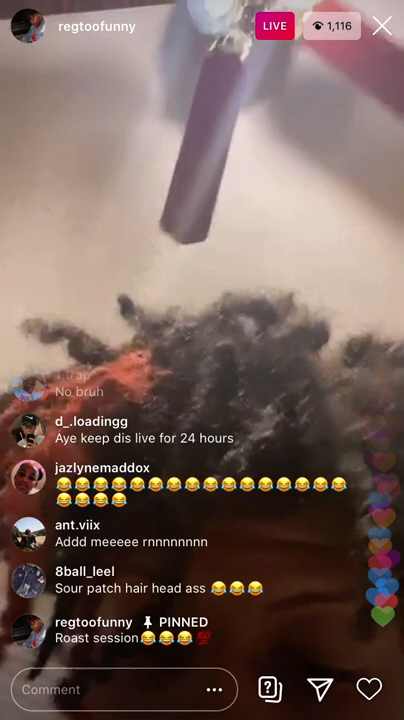 regtoofunny
LIVE
1,116
No bruh
d_.loadingg
Aye keep dis live for 24 hours
jazlynemaddox
😂😂😂😂😂😂😂😂😂😂😂😂😂😂😂😂
😂😂😂😂
ant.viix
Addd meeeee rnnnnnnnn
8ball_leel
Sour patch hair head ass 😂😂😂
regtoofunny 📌 PINNED
Roast session😂😂😂💯
Comment